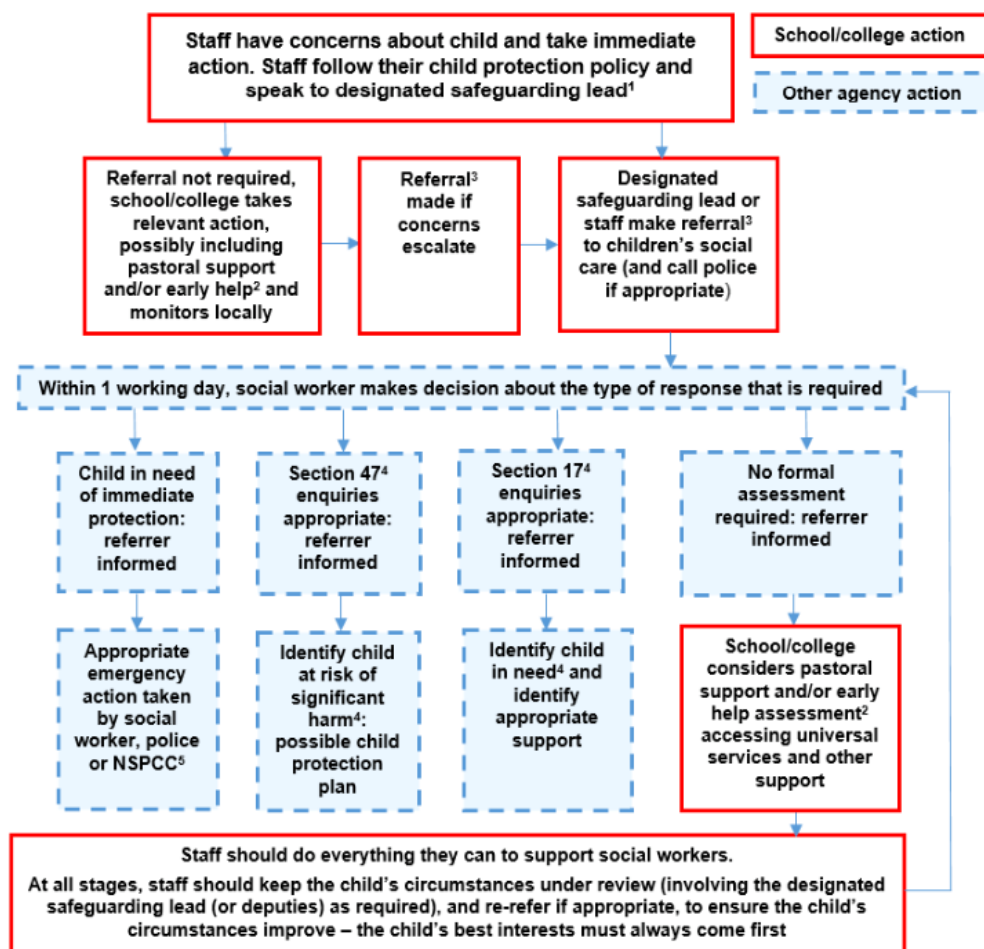 Staff have concerns about child and take immediate
action. Staff follow their child protection policy and
speak to designated safeguarding lead¹
School/college action
Other agency action
Referral not required,
school/college takes
relevant action,
possibly including
pastoral support
and/or early help² and
monitors locally
Referral³
made if
concerns
escalate
Designated
safeguarding lead or
staff make referral³
to children’s social
care (and call police
if appropriate)
Within 1 working day, social worker makes decision about the type of response that is required
Child in need
of immediate
protection:
referrer
informed
Section 47⁴
enquiries
appropriate:
referrer
informed
Section 17⁴
enquiries
appropriate:
referrer
informed
No formal
assessment
required: referrer
informed
Appropriate
emergency
action taken
by social
worker, police
or NSPCC⁵
Identify child
at risk of
significant
harm⁴:
possible child
protection
plan
Identify child
in need⁴ and
identify
appropriate
support
School/college
considers pastoral
support and/or early
help assessment²
accessing universal
services and other
support
Staff should do everything they can to support social workers.
At all stages, staff should keep the child’s circumstances under review (involving the designated
safeguarding lead (or deputies) as required), and re-refer if appropriate, to ensure the child’s
circumstances improve – the child’s best interests must always come first